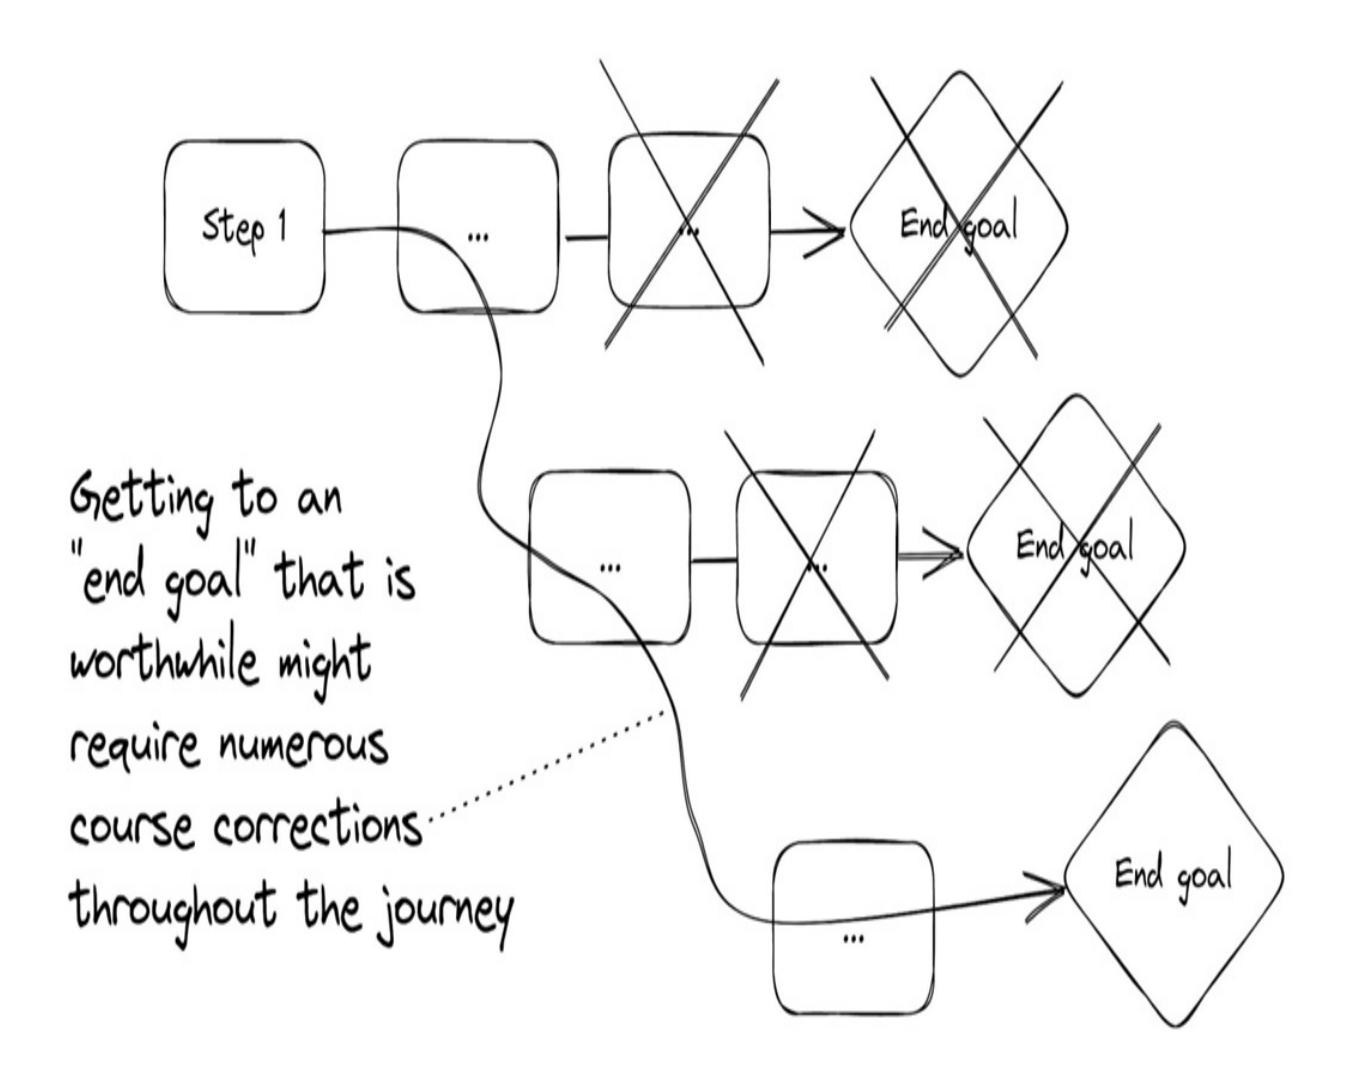 Step 1
...
...
End goal
...
...
End goal
Getting to an
"end goal" that is
worthwhile might
require numerous
course corrections
throughout the journey
...
End goal